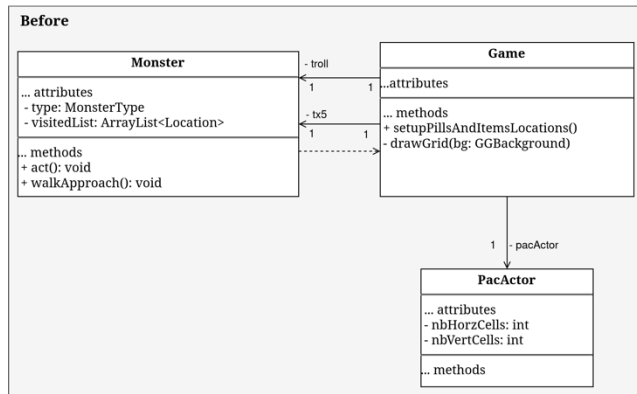 Before
Monster
... attributes
- type: MonsterType
- visitedList: ArrayList<Location>
... methods
+ act(): void
+ walkApproach(): void
- troll
1
1
- tx5
1
1
Game
...attributes
... methods
+ setupPillsAndItemsLocations()
- drawGrid(bg: GGBackground)
1
- pacActor
PacActor
... attributes
- nbHorzCells: int
- nbVertCells: int
... methods